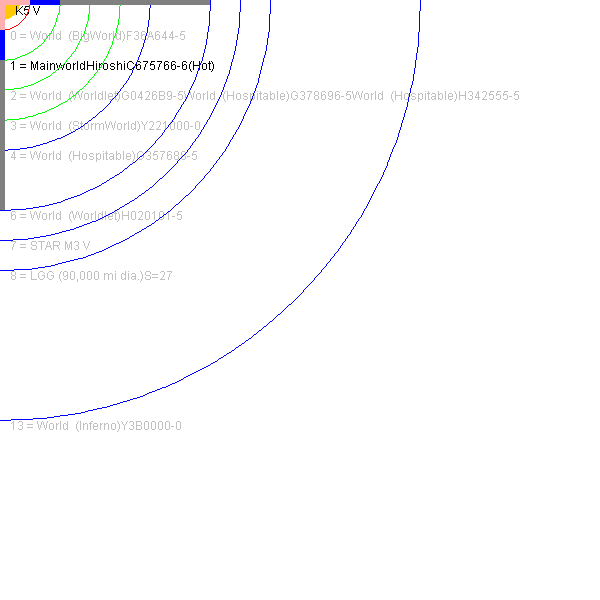 K5 V
0 = World (BigWorld)F36A644-5
1 = MainworldHiroshiC675766-6(Hot)
2 = World (Worldlet)G0426B9-5World (Hospitable)G378696-5World (Hospitable)H342555-5
3 = World (StormWorld)Y221000-0
4 = World (Hospitable)G357688-5
6 = World (Worldlet)H020101-5
7 = STAR M3 V
8 = LGG (90,000 mi dia.)S=27
13 = World (Inferno)Y3B0000-0